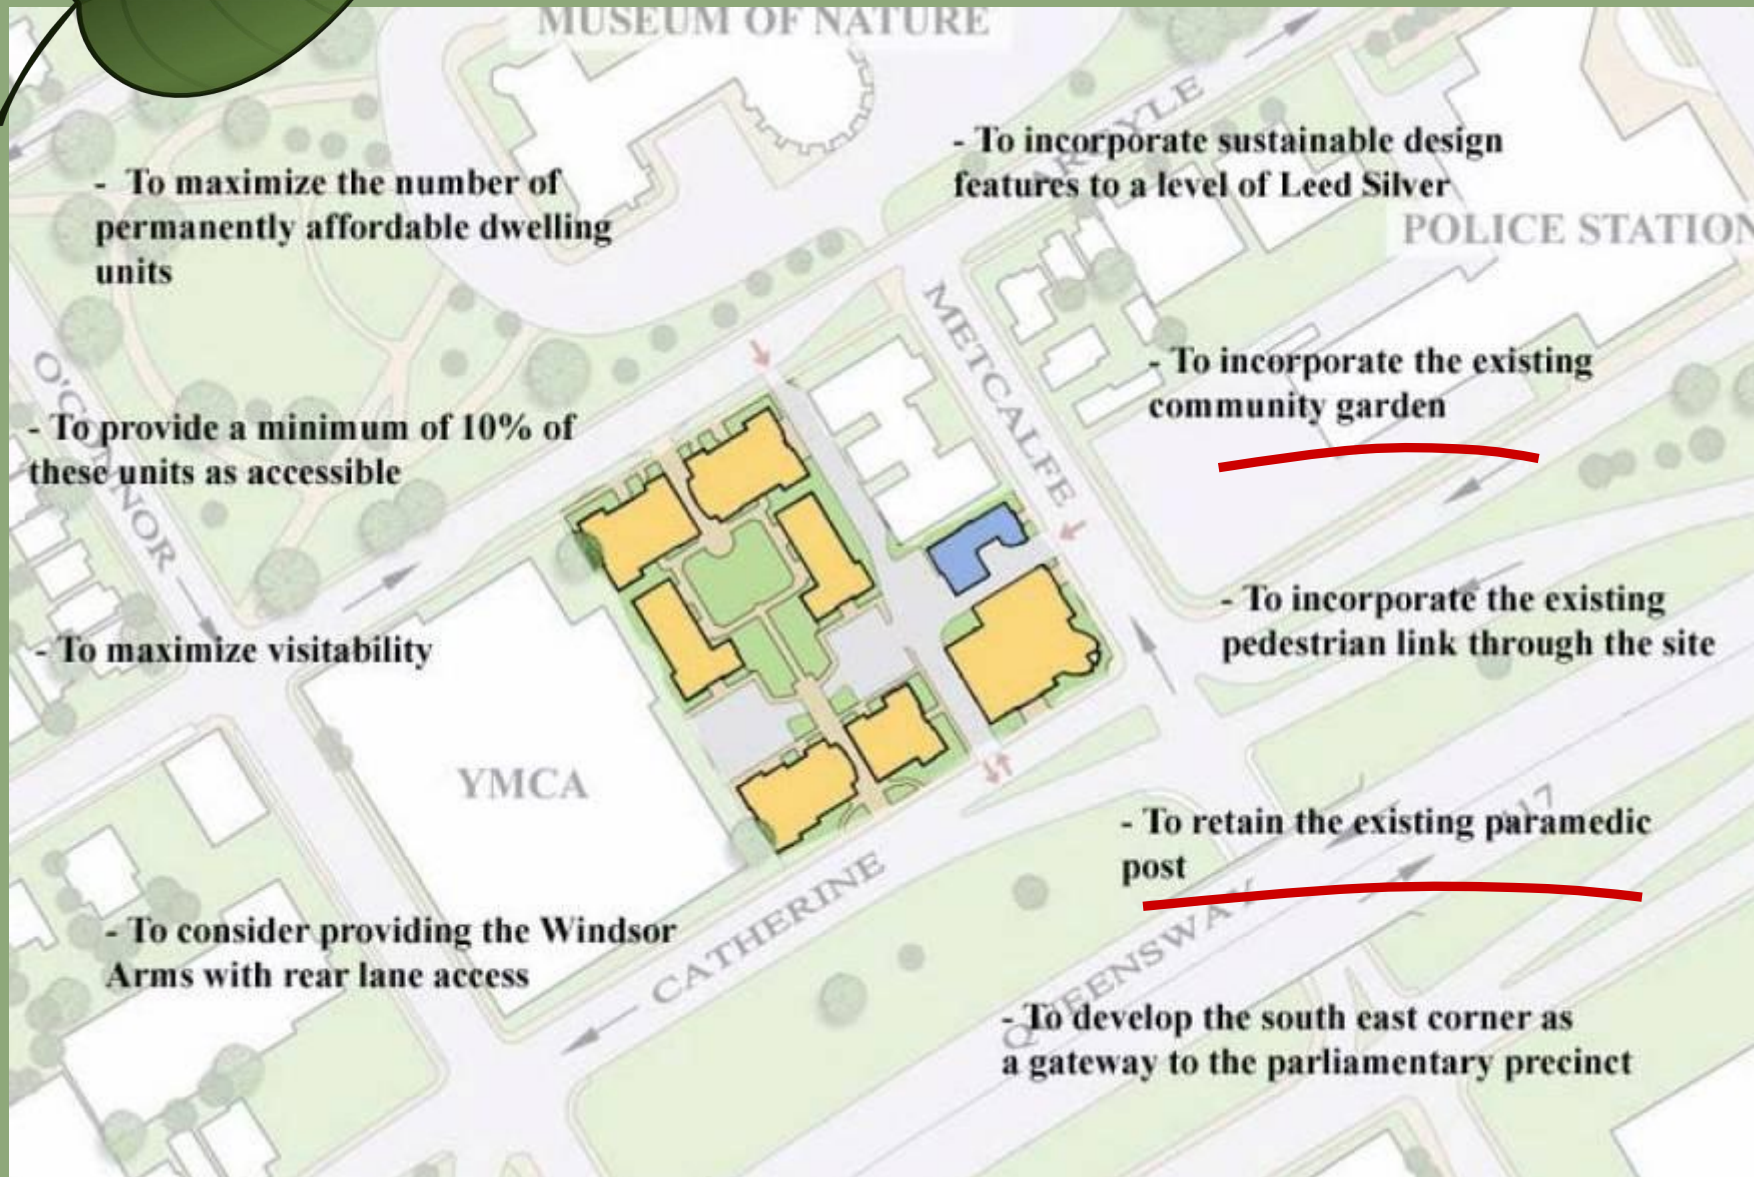 MUSEUM OF NATURE
- To maximize the number of
permanently affordable dwelling
units
- To incorporate sustainable design
features to a level of Leed Silver
POLICE STATION
METCALFE
O'CONNOR
- To incorporate the existing
community garden
- To provide a minimum of 10% of
these units as accessible
- To incorporate the existing
pedestrian link through the site
- To maximize visitability
YMCA
- To retain the existing paramedic
post
CATHERINE
QUEENSWAY
- To consider providing the Windsor
Arms with rear lane access
- To develop the south east corner as
a gateway to the parliamentary precinct